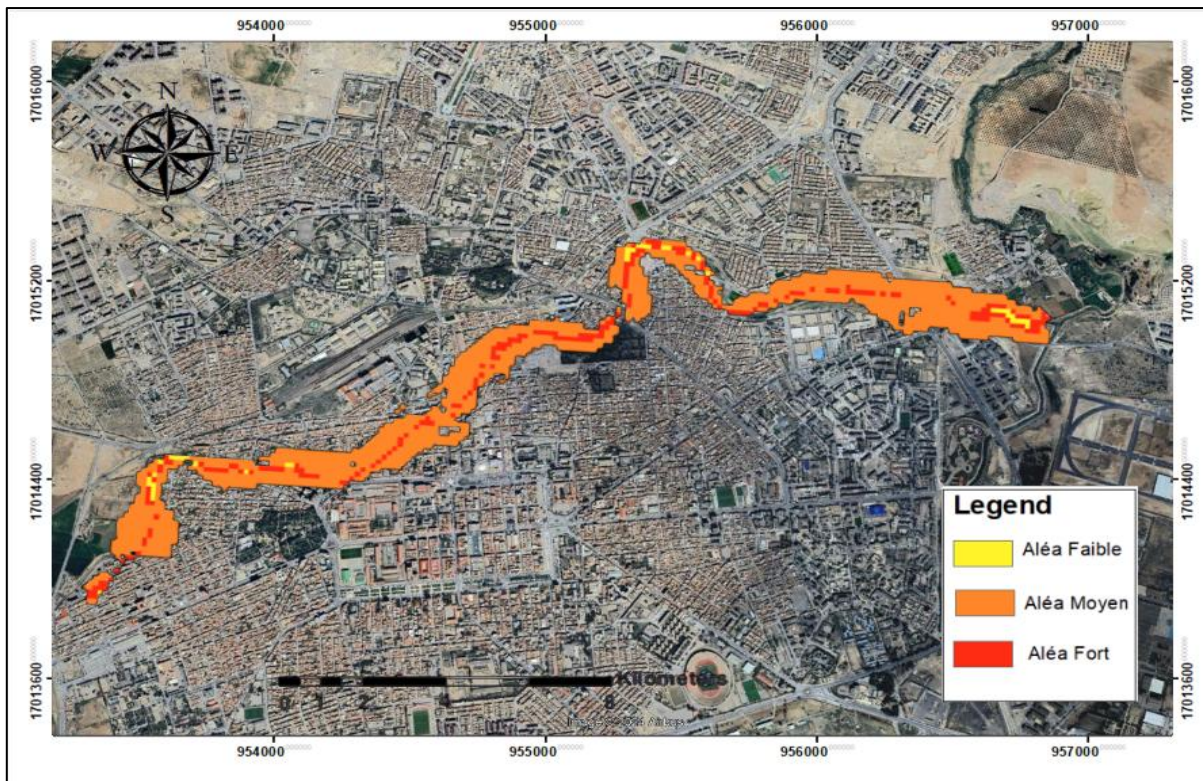 954000 955000 956000 957000
17016000 17016000
N
W E
S
17015200 17015200
17014400 17014400
Legend
Aléa Faible
Aléa Moyen
Aléa Fort
17013600 17013600
Kilometers
0 1 2 4 6 8
954000 955000 956000 957000